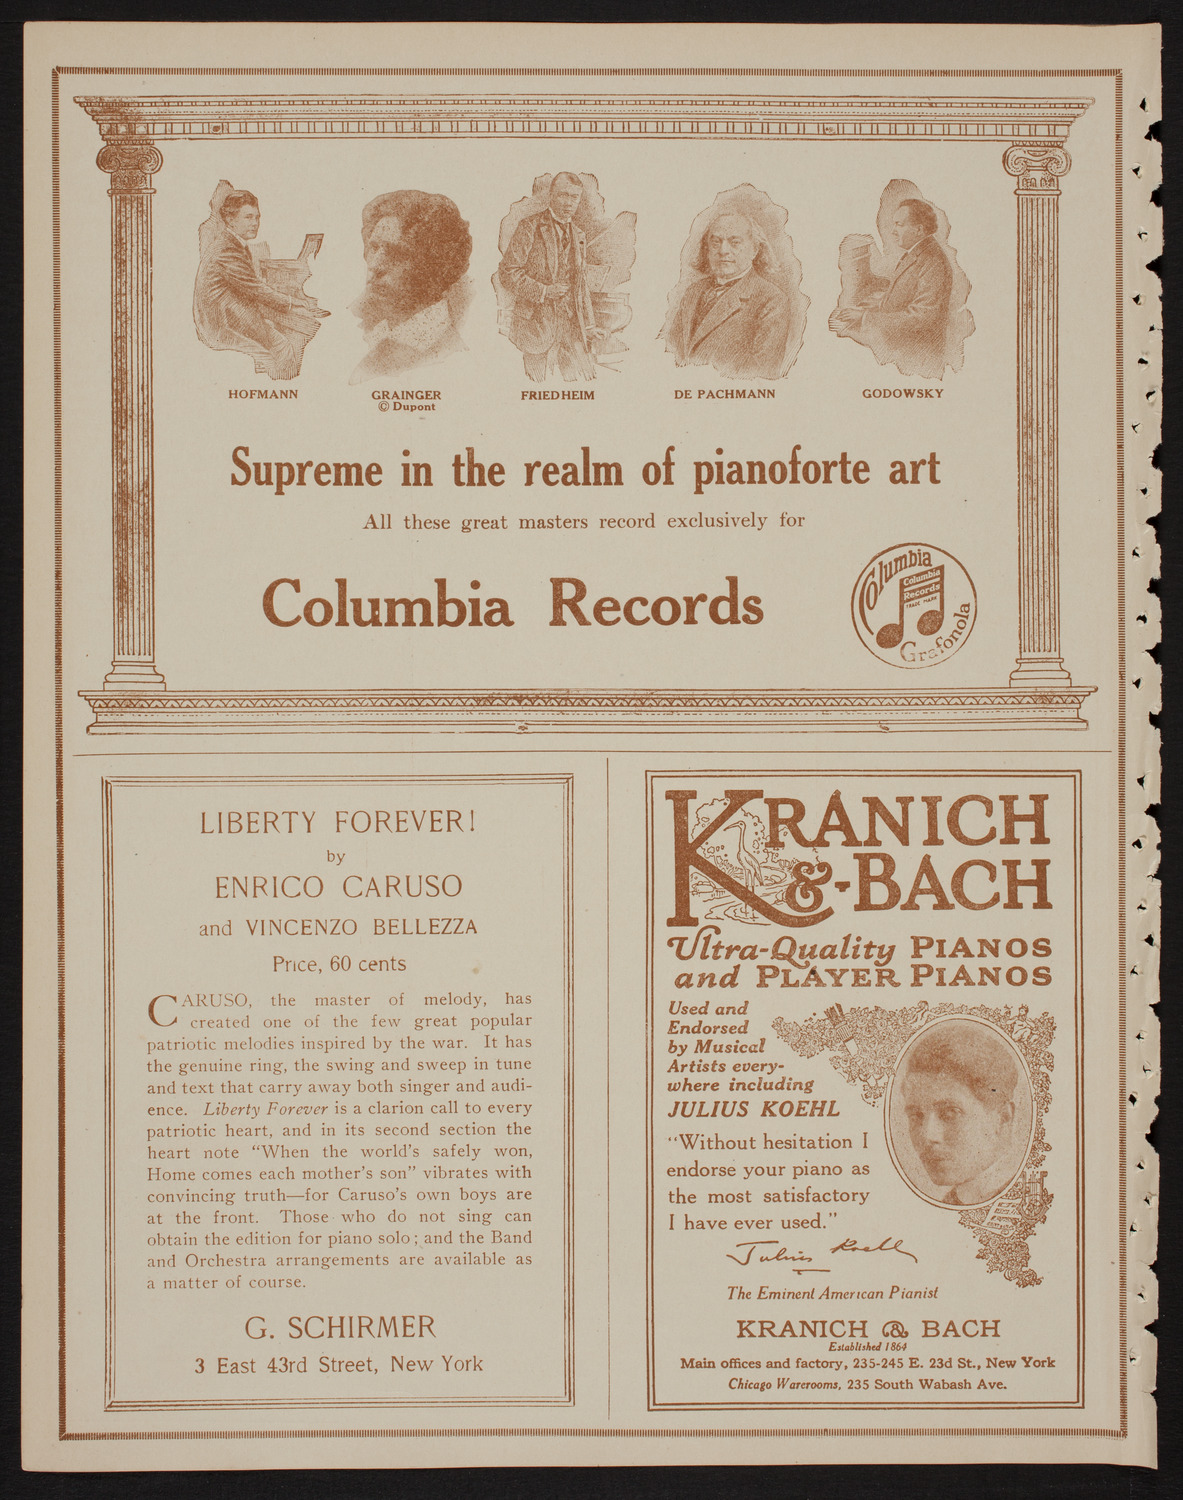 HOFMANN
GRAINGER
© Dupont
FRIEDHEIM
DE PACHMANN
GODOWSKY
Supreme in the realm of pianoforte art
All these great masters record exclusively for
Columbia Records
Columbia
Columbia
Records
TRADE MARK
Grafonola
LIBERTY FOREVER!
by
ENRICO CARUSO
and VINCENZO BELLEZZA
Price, 60 cents
CARUSO, the master of melody, has
created one of the few great popular
patriotic melodies inspired by the war. It has
the genuine ring, the swing and sweep in tune
and text that carry away both singer and audi-
ence. Liberty Forever is a clarion call to every
patriotic heart, and in its second section the
heart note "When the world's safely won,
Home comes each mother's son" vibrates with
convincing truth—for Caruso's own boys are
at the front. Those who do not sing can
obtain the edition for piano solo; and the Band
and Orchestra arrangements are available as
a matter of course.
G. SCHIRMER
3 East 43rd Street, New York
KRANICH
&-BACH
Ultra-Quality PIANOS
and PLAYER PIANOS
Used and
Endorsed
by Musical
Artists every-
where including
JULIUS KOEHL
"Without hesitation I
endorse your piano as
the most satisfactory
I have ever used."
Julius Koehl
The Eminent American Pianist
KRANICH & BACH
Established 1864
Main offices and factory, 235-245 E. 23d St., New York
Chicago Warerooms, 235 South Wabash Ave.